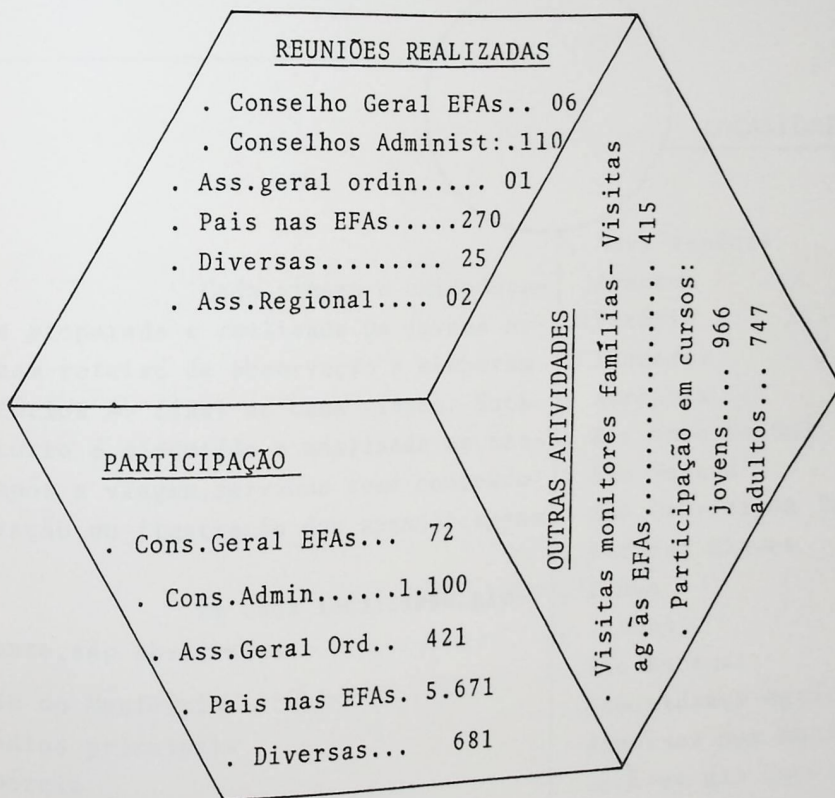 REUNIÕES REALIZADAS
. Conselho Geral EFAs.. 06
. Conselhos Administ:.110
. Ass.geral ordin..... 01
. Pais nas EFAs.....270
. Diversas......... 25
. Ass.Regional.... 02
PARTICIPAÇÃO
. Cons.Geral EFAs... 72
. Cons.Admin......1.100
. Ass.Geral Ord.. 421
. Pais nas EFAs. 5.671
. Diversas... 681
OUTRAS ATIVIDADES
. Visitas monitores famílias- Visitas
ag.às EFAs................ 415
. Participação em cursos:
jovens.... 966
adultos... 747